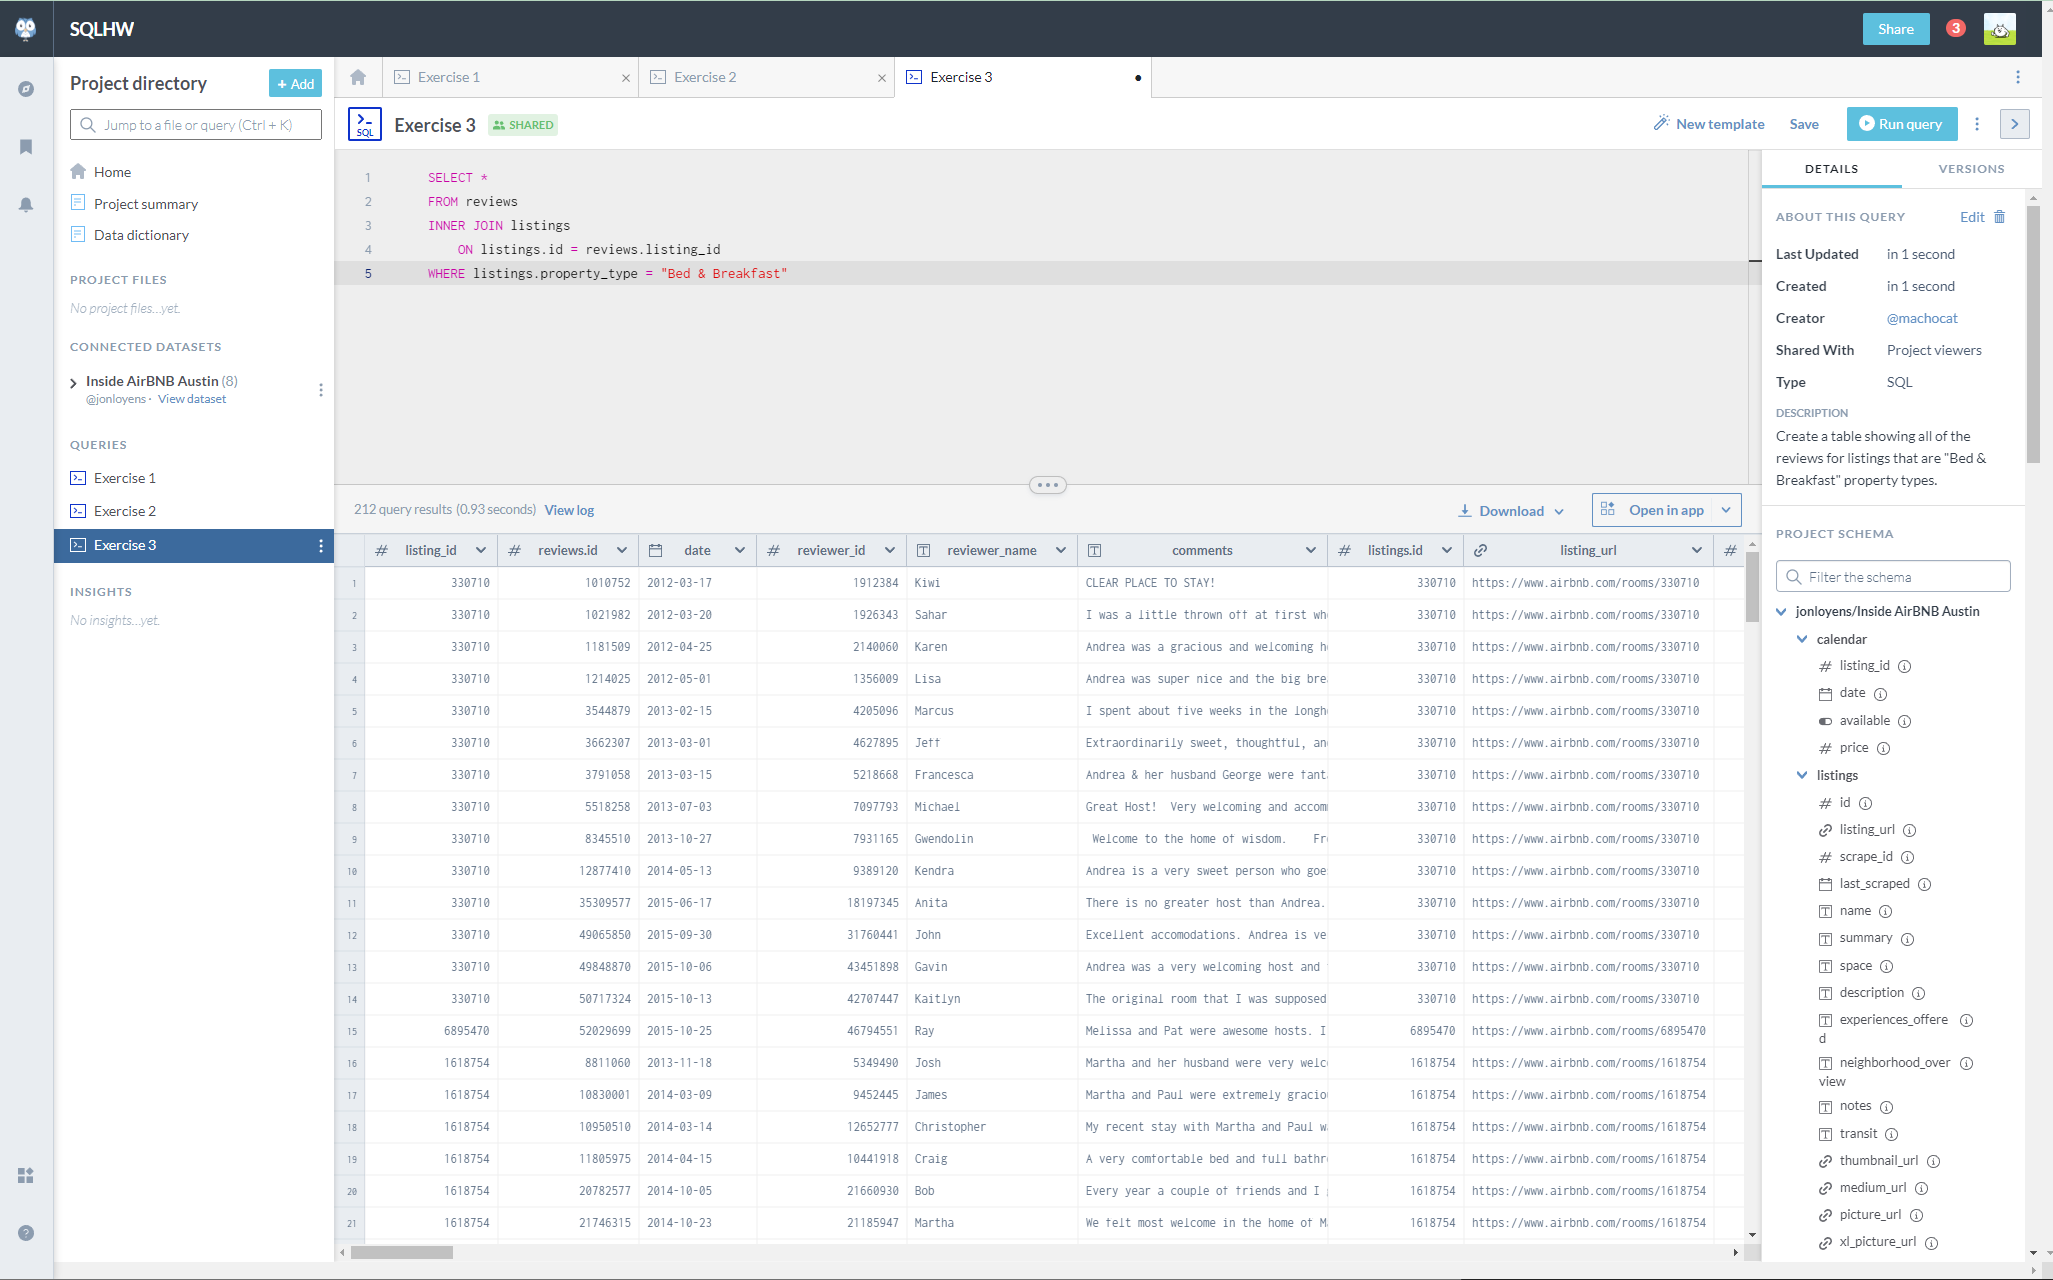 SQLHW
Share
3
Project directory
+ Add
Jump to a file or query (Ctrl + K)
Home
Project summary
Data dictionary
PROJECT FILES
No project files...yet.
CONNECTED DATASETS
Inside AirBNB Austin (8)
@jonloyens · View dataset
QUERIES
Exercise 1
Exercise 2
Exercise 3
INSIGHTS
No insights...yet.
Exercise 1
Exercise 2
Exercise 3
SQL
Exercise 3
SHARED
New template
Save
Run query
1 SELECT *
2 FROM reviews
3 INNER JOIN listings
4 ON listings.id = reviews.listing_id
5 WHERE listings.property_type = "Bed & Breakfast"
212 query results (0.93 seconds) View log
Download
Open in app
# listing_id # reviews.id date # reviewer_id reviewer_name comments # listings.id listing_url #
1 330710 1010752 2012-03-17 1912384 Kiwi CLEAR PLACE TO STAY! 330710 https://www.airbnb.com/rooms/330710
2 330710 1021982 2012-03-20 1926343 Sahar I was a little thrown off at first wh 330710 https://www.airbnb.com/rooms/330710
3 330710 1181509 2012-04-25 2140060 Karen Andrea was a gracious and welcoming h 330710 https://www.airbnb.com/rooms/330710
4 330710 1214025 2012-05-01 1356009 Lisa Andrea was super nice and the big bre 330710 https://www.airbnb.com/rooms/330710
5 330710 3544879 2013-02-15 4205096 Marcus I spent about five weeks in the longh 330710 https://www.airbnb.com/rooms/330710
6 330710 3662307 2013-03-01 4627895 Jeff Extraordinarily sweet, thoughtful, an 330710 https://www.airbnb.com/rooms/330710
7 330710 3791058 2013-03-15 5218668 Francesca Andrea & her husband George were fant 330710 https://www.airbnb.com/rooms/330710
8 330710 5518258 2013-07-03 7097793 Michael Great Host! Very welcoming and accom 330710 https://www.airbnb.com/rooms/330710
9 330710 8345510 2013-10-27 7931165 Gwendolin Welcome to the home of wisdom. Fr 330710 https://www.airbnb.com/rooms/330710
10 330710 12877410 2014-05-13 9389120 Kendra Andrea is a very sweet person who goe 330710 https://www.airbnb.com/rooms/330710
11 330710 35309577 2015-06-17 18197345 Anita There is no greater host than Andrea. 330710 https://www.airbnb.com/rooms/330710
12 330710 49065850 2015-09-30 31760441 John Excellent accomodations. Andrea is ve 330710 https://www.airbnb.com/rooms/330710
13 330710 49848870 2015-10-06 43451898 Gavin Andrea was a very welcoming host and 330710 https://www.airbnb.com/rooms/330710
14 330710 50717324 2015-10-13 42707447 Kaitlyn The original room that I was supposed 330710 https://www.airbnb.com/rooms/330710
15 6895470 52029699 2015-10-25 46794551 Ray Melissa and Pat were awesome hosts. I 6895470 https://www.airbnb.com/rooms/6895470
16 1618754 8811060 2013-11-18 5349490 Josh Martha and her husband were very welc 1618754 https://www.airbnb.com/rooms/1618754
17 1618754 10830001 2014-03-09 9452445 James Martha and Paul were extremely gracio 1618754 https://www.airbnb.com/rooms/1618754
18 1618754 10950510 2014-03-14 12652777 Christopher My recent stay with Martha and Paul w 1618754 https://www.airbnb.com/rooms/1618754
19 1618754 11805975 2014-04-15 10441918 Craig A very comfortable bed and full bathr 1618754 https://www.airbnb.com/rooms/1618754
20 1618754 20782577 2014-10-05 21660930 Bob Every year a couple of friends and I 1618754 https://www.airbnb.com/rooms/1618754
21 1618754 21746315 2014-10-23 21185947 Martha We felt most welcome in the home of M 1618754 https://www.airbnb.com/rooms/1618754
DETAILS
VERSIONS
ABOUT THIS QUERY
Edit
Last Updated in 1 second
Created in 1 second
Creator @machocat
Shared With Project viewers
Type SQL
DESCRIPTION
Create a table showing all of the
reviews for listings that are "Bed &
Breakfast" property types.
PROJECT SCHEMA
Filter the schema
jonloyens/Inside AirBNB Austin
calendar
# listing_id
date
available
# price
listings
# id
listing_url
# scrape_id
last_scraped
name
summary
space
description
experiences_offere
d
neighborhood_over
view
notes
transit
thumbnail_url
medium_url
picture_url
xl_picture_url